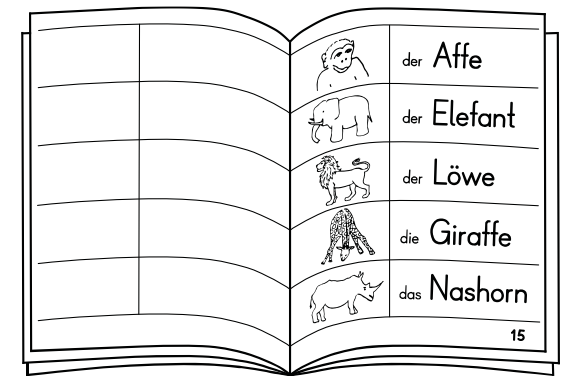 der Affe
der Elefant
der Löwe
die Giraffe
das Nashorn
15